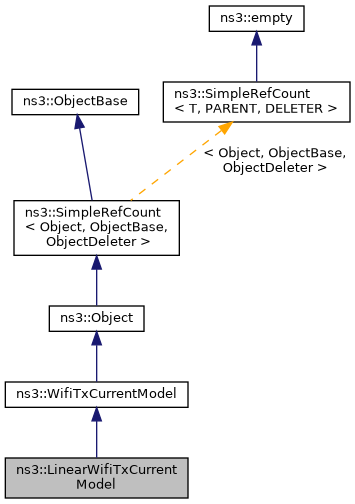 ns3::empty
ns3::ObjectBase
ns3::SimpleRefCount
< T, PARENT, DELETER >
< Object, ObjectBase,
ObjectDeleter >
ns3::SimpleRefCount
< Object, ObjectBase,
ObjectDeleter >
ns3::Object
ns3::WifiTxCurrentModel
ns3::LinearWifiTxCurrent
Model